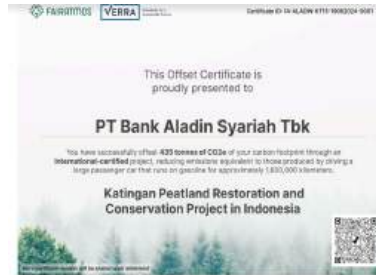 FAIRATMOS
VERRA
This Offset Certificate is
proudly presented to
PT Bank Aladin Syariah Tbk
You have successfully offset 435 tonnes of CO2e of your carbon footprint through an
international-certified project, reducing emissions equivalent to those produced by driving a
large passenger car that runs on gasoline for approximately 1,800,000 kilometers.
Katingan Peatland Restoration and
Conservation Project in Indonesia